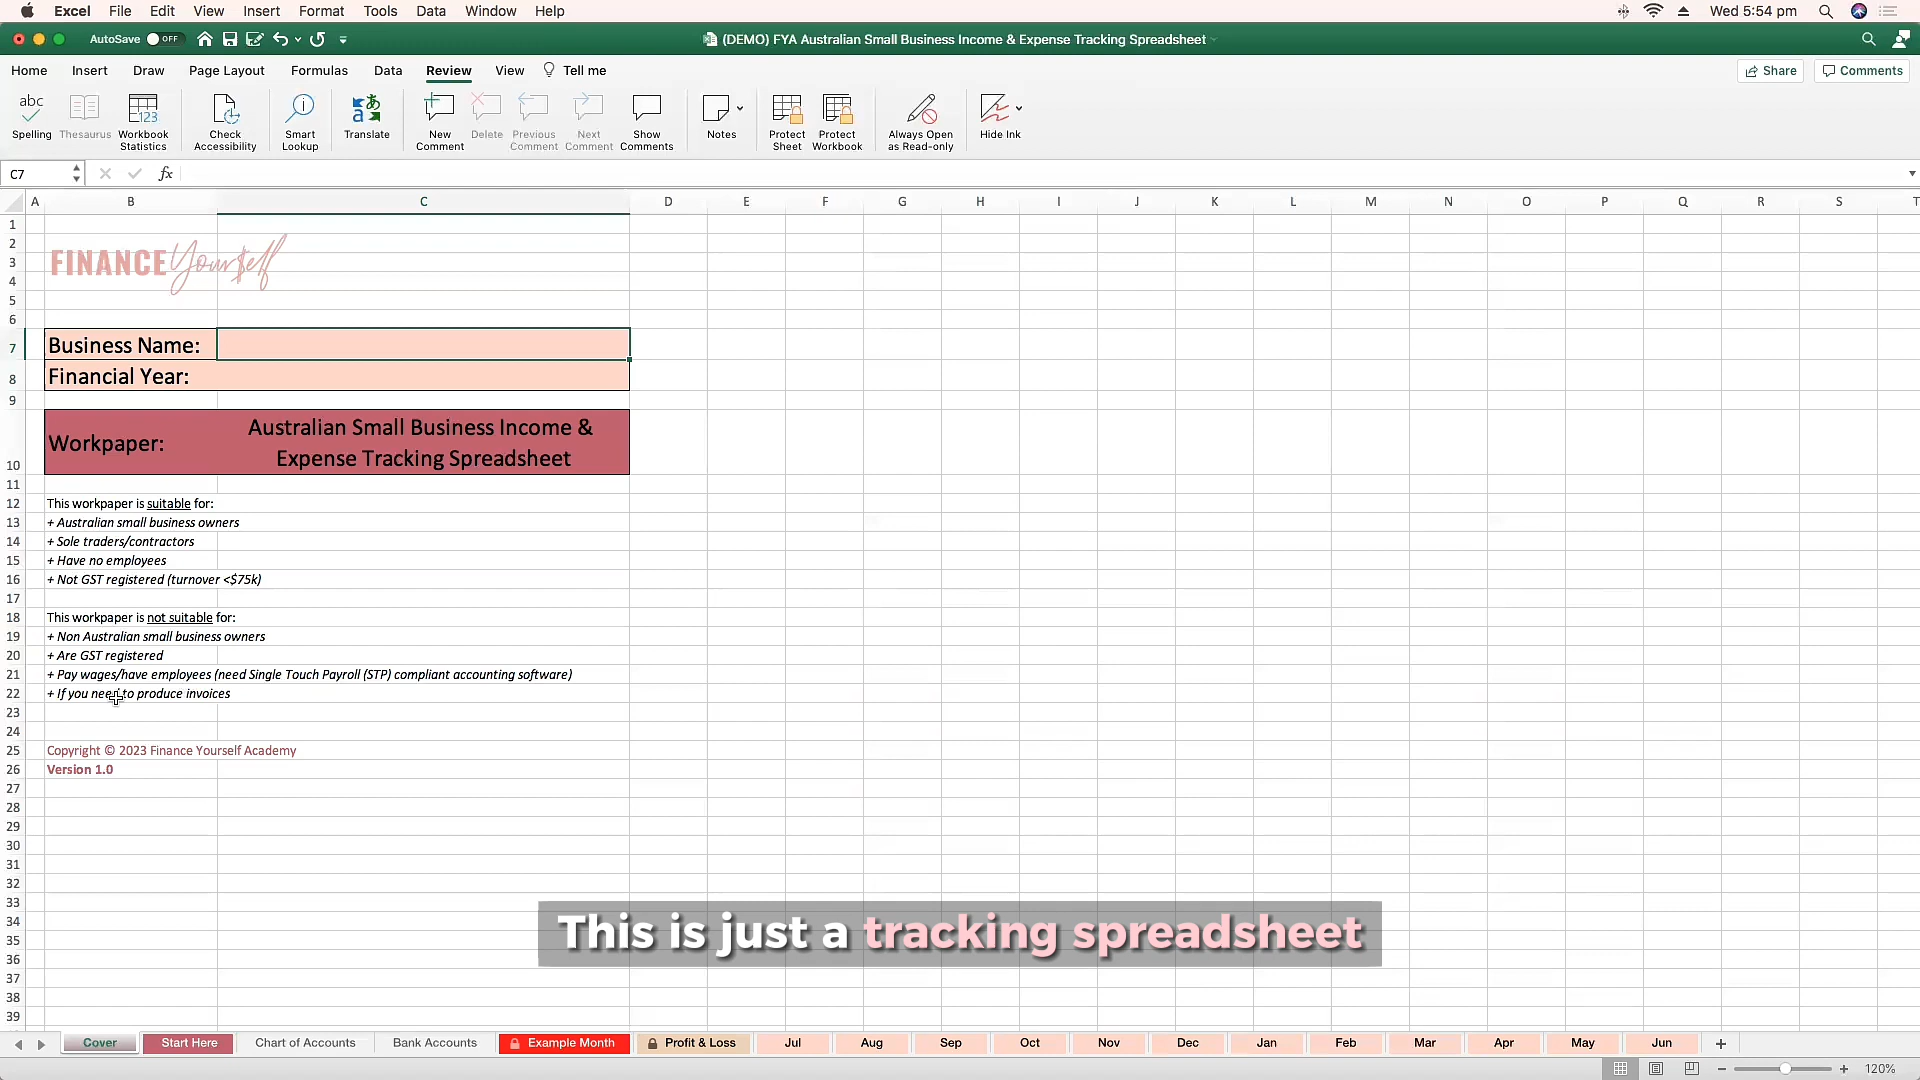 Excel File Edit View Insert Format Tools Data Window Help Wed 5:54 pm
AutoSave OFF (DEMO) FYA Australian Small Business Income & Expense Tracking Spreadsheet
Home Insert Draw Page Layout Formulas Data Review View Tell me Share Comments
abc
Spelling Thesaurus Workbook Statistics Check Accessibility Smart Lookup Translate New Comment Delete Previous Comment Next Comment Show Comments Notes Protect Sheet Protect Workbook Always Open as Read-only Hide Ink
C7 fx
A B C D E F G H I J K L M N O P Q R S T
1
2
3 FINANCE Your$elf
4
5
6
7 Business Name:
8 Financial Year:
9
10 Workpaper: Australian Small Business Income &
Expense Tracking Spreadsheet
11
12 This workpaper is suitable for:
13 + Australian small business owners
14 + Sole traders/contractors
15 + Have no employees
16 + Not GST registered (turnover <$75k)
17
18 This workpaper is not suitable for:
19 + Non Australian small business owners
20 + Are GST registered
21 + Pay wages/have employees (need Single Touch Payroll (STP) compliant accounting software)
22 + If you need to produce invoices
23
24
25 Copyright © 2023 Finance Yourself Academy
26 Version 1.0
27
28
29
30
31
32
33
34
This is just a tracking spreadsheet
35
36
37
38
39
Cover Start Here Chart of Accounts Bank Accounts Example Month Profit & Loss Jul Aug Sep Oct Nov Dec Jan Feb Mar Apr May Jun +
120%